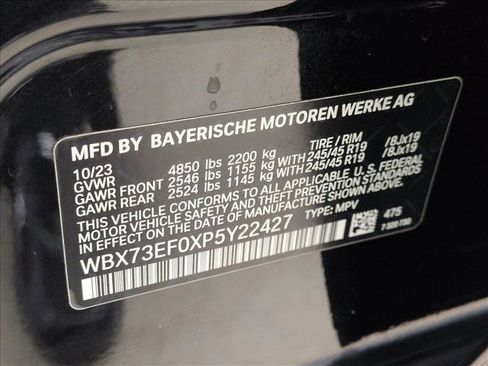 MFD BY BAYERISCHE MOTOREN WERKE AG
10/23 TIRE / RIM
GVWR 4850 lbs 2200 kg
GAWR FRONT 2546 lbs 1155 kg WITH 245/45 R19 /8Jx19
GAWR REAR 2524 lbs 1145 kg WITH 245/45 R19 /8Jx19
THIS VEHICLE CONFORMS TO ALL APPLICABLE U.S. FEDERAL
MOTOR VEHICLE SAFETY STANDARDS
IN EFFECT ON THE DATE OF MANUFACTURE SHOWN ABOVE.
WBX73EF0XP5Y22427 TYPE: MPV
475